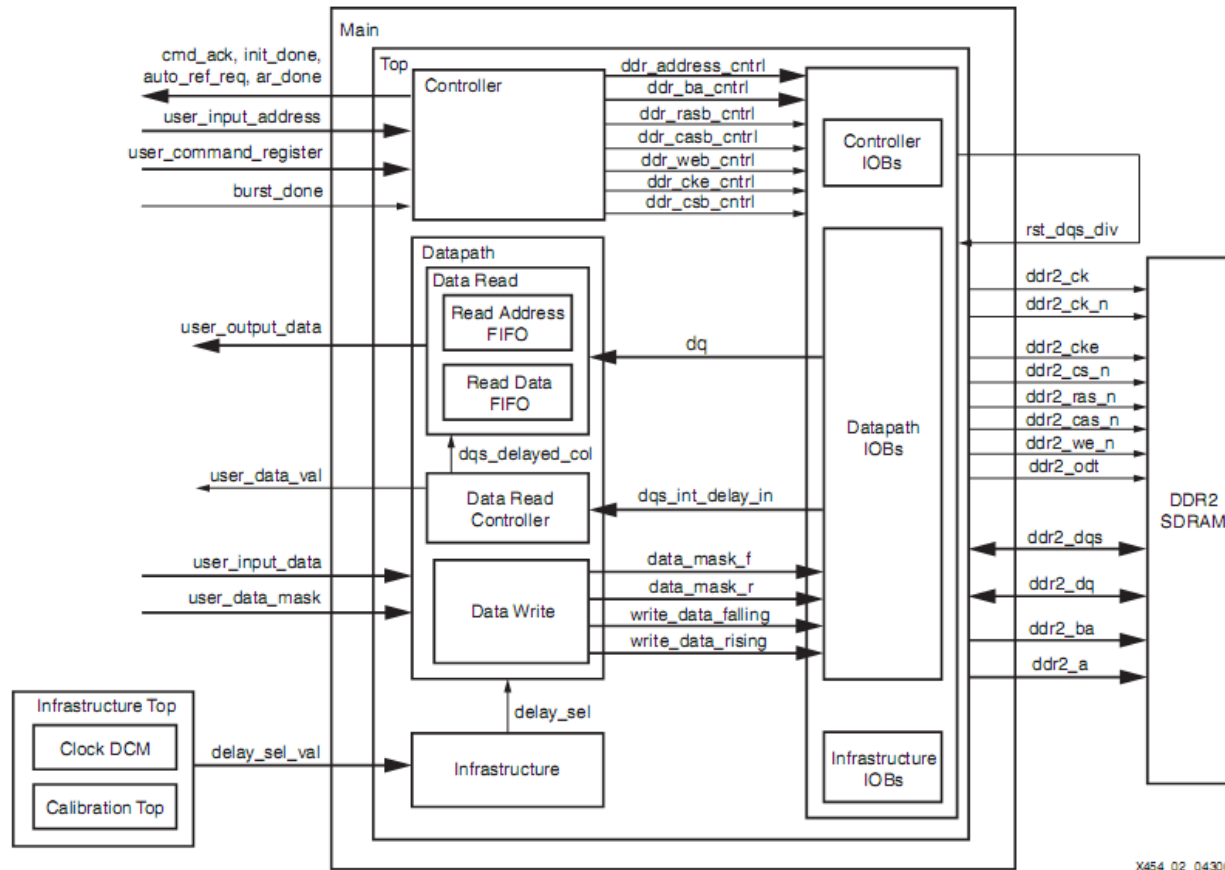 Main
cmd_ack, init_done,
auto_ref_req, ar_done
user_input_address
user_command_register
burst_done
Top
Controller
ddr_address_cntrl
ddr_ba_cntrl
ddr_rasb_cntrl
ddr_casb_cntrl
ddr_web_cntrl
ddr_cke_cntrl
ddr_csb_cntrl
Controller
IOBs
rst_dqs_div
Datapath
Data Read
Read Address
FIFO
Read Data
FIFO
user_output_data
dq
dqs_delayed_col
user_data_val
Data Read
Controller
dqs_int_delay_in
Datapath
IOBs
user_input_data
user_data_mask
Data Write
data_mask_f
data_mask_r
write_data_falling
write_data_rising
ddr2_ck
ddr2_ck_n
ddr2_cke
ddr2_cs_n
ddr2_ras_n
ddr2_cas_n
ddr2_we_n
ddr2_odt
ddr2_dqs
ddr2_dq
ddr2_ba
ddr2_a
DDR2
SDRAM
Infrastructure Top
Clock DCM
Calibration Top
delay_sel_val
delay_sel
Infrastructure
Infrastructure
IOBs